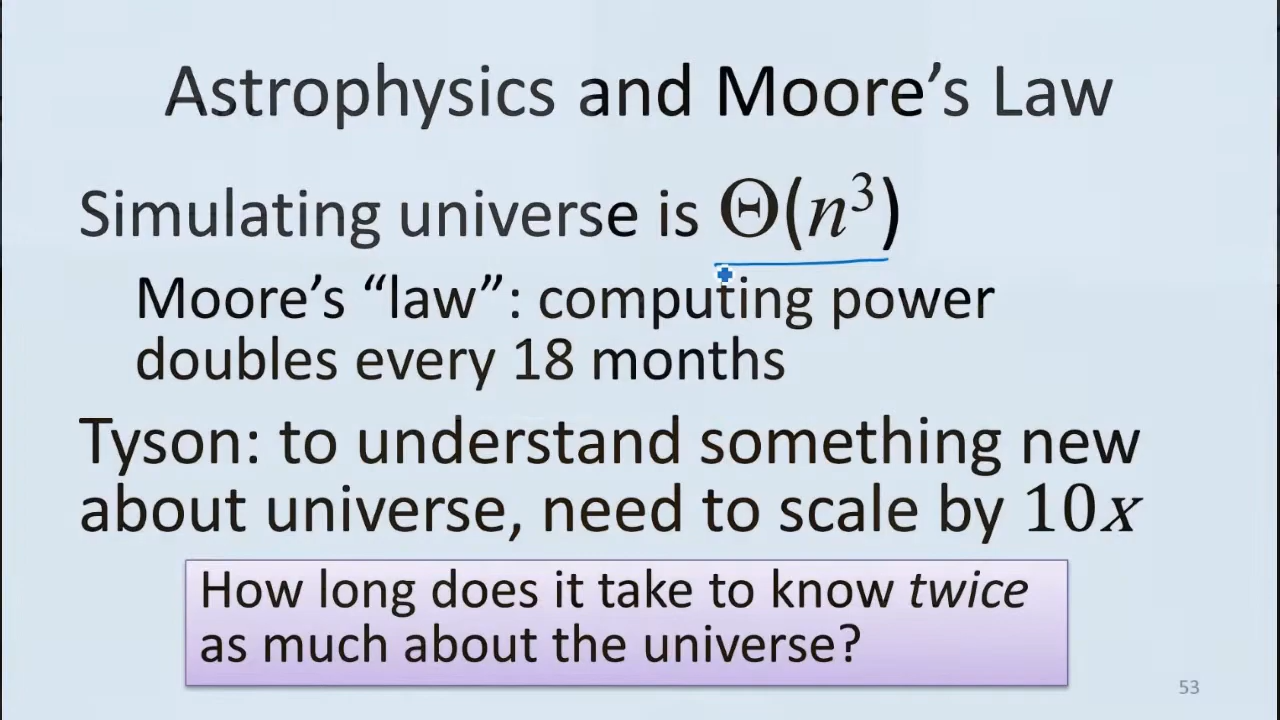 Astrophysics and Moore’s Law
Simulating universe is Θ(n³)
Moore’s “law”: computing power
doubles every 18 months
Tyson: to understand something new
about universe, need to scale by 10x
How long does it take to know twice
as much about the universe?
53